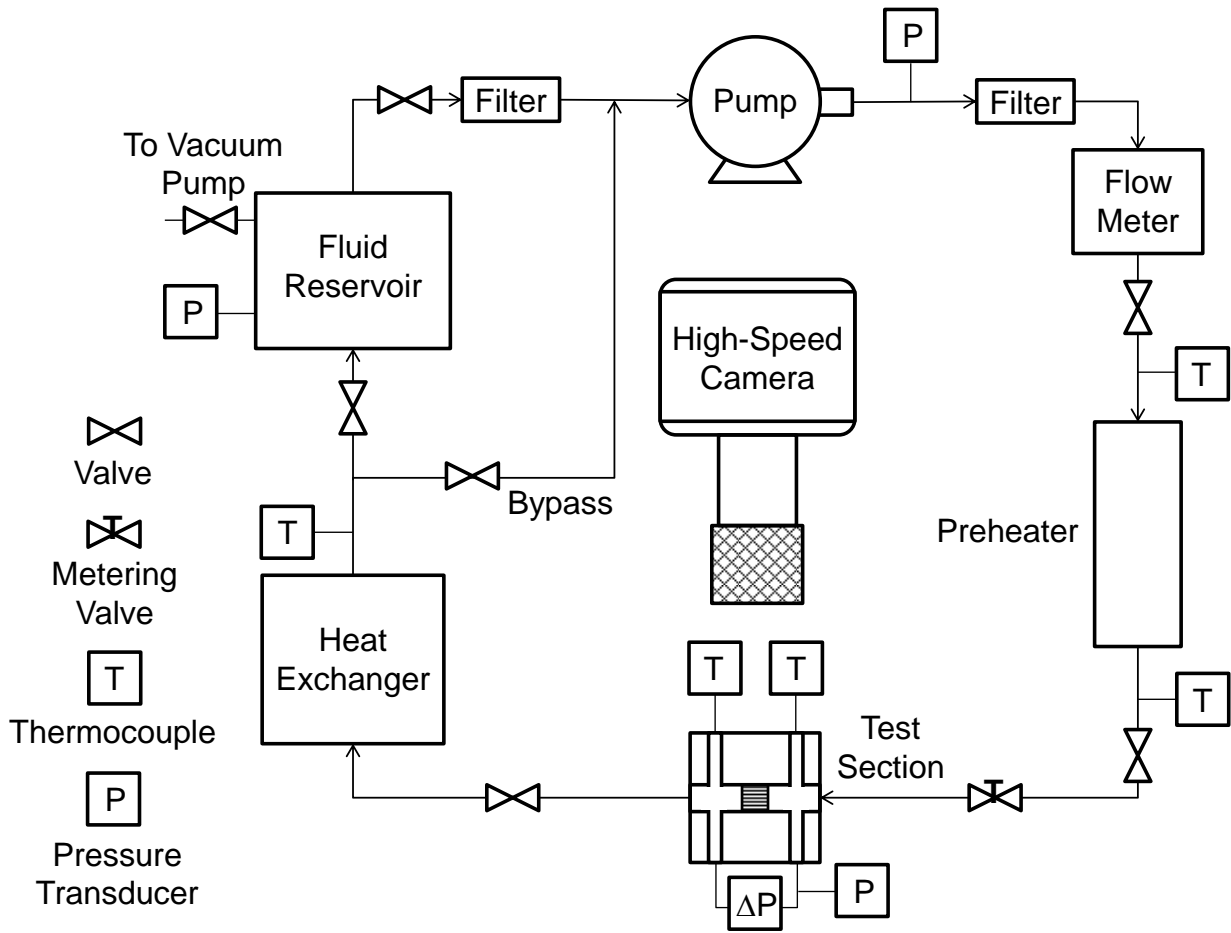 P
Filter
Pump
Filter
To Vacuum
Pump
Flow
Meter
Fluid
Reservoir
P
High-Speed
Camera
T
Valve
Bypass
T
Preheater
Metering
Valve
Heat
Exchanger
T
T
T
T
Thermocouple
Test
Section
P
Pressure
Transducer
ΔP
P